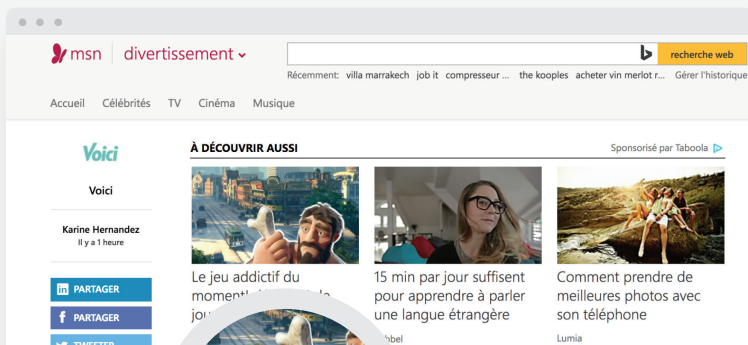 msn divertissement
recherche web
Récemment: villa marrakech job it compresseur ... the kooples acheter vin merlot r... Gérer l'historique
Accueil Célébrités TV Cinéma Musique
Voici
À DÉCOUVRIR AUSSI
Sponsorisé par Taboola
Voici
Karine Hernandez
Il y a 1 heure
in PARTAGER
f PARTAGER
TWEETER
Le jeu addictif du
15 min par jour suffisent
pour apprendre à parler
une langue étrangère
Comment prendre de
meilleures photos avec
son téléphone
Lumia